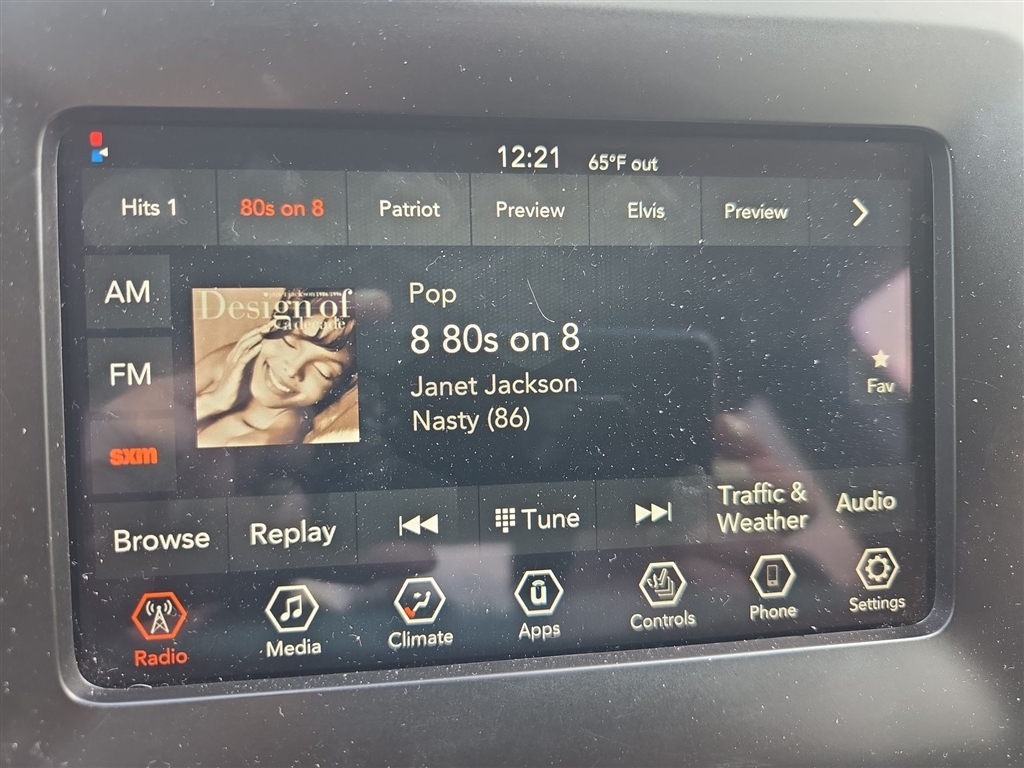 12:21 65°F out
Hits 1 80s on 8 Patriot Preview Elvis Preview
AM
FM
sxm
Design of
a decade
Pop
8 80s on 8
Janet Jackson
Nasty (86)
Fav
Browse Replay Tune Traffic & Weather Audio
Radio Media Climate Apps Controls Phone Settings